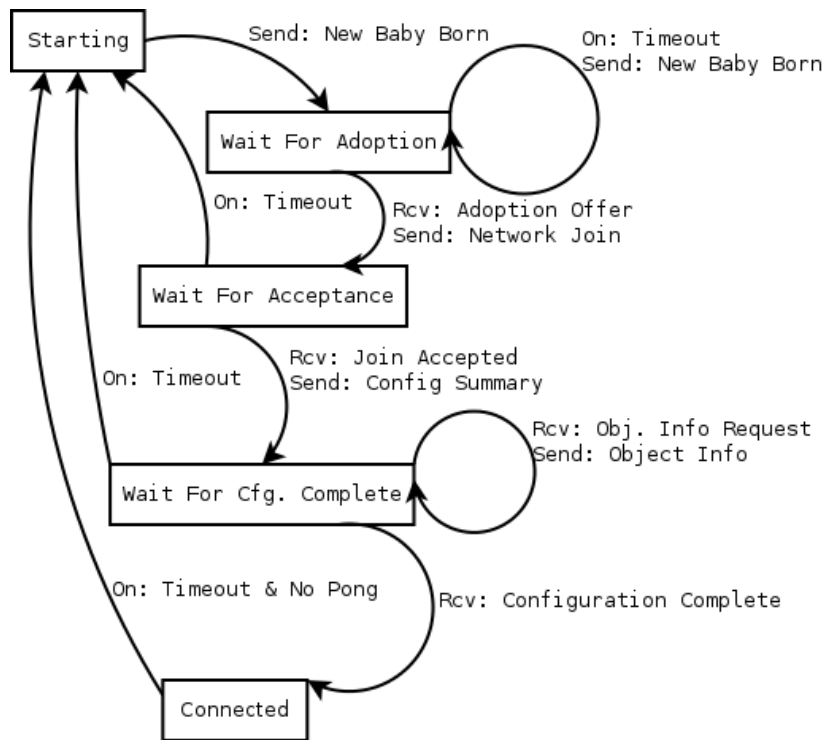 Starting
Send: New Baby Born
On: Timeout
Send: New Baby Born
Wait For Adoption
On: Timeout
Rcv: Adoption Offer
Send: Network Join
Wait For Acceptance
On: Timeout
Rcv: Join Accepted
Send: Config Summary
Rcv: Obj. Info Request
Send: Object Info
Wait For Cfg. Complete
On: Timeout & No Pong
Rcv: Configuration Complete
Connected